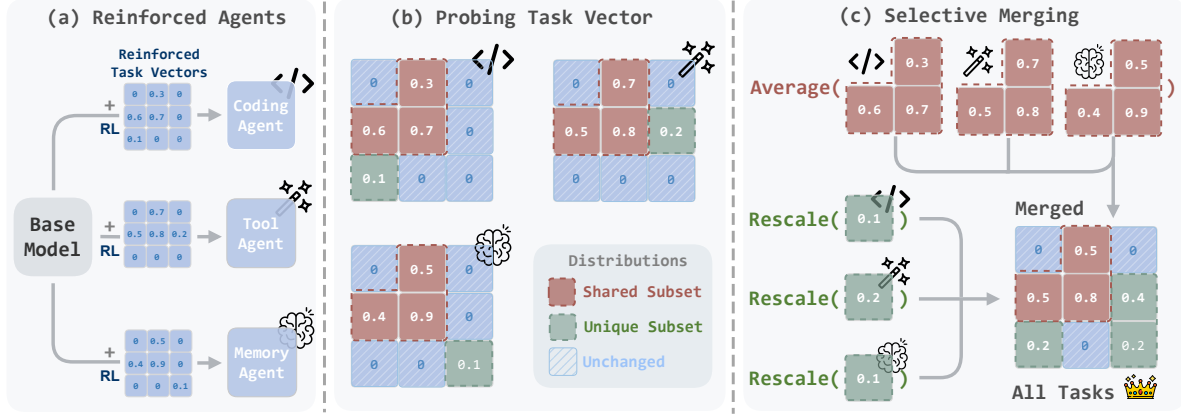 (a) Reinforced Agents
Reinforced
Task Vectors
+
RL
0 0.3 0
0.6 0.7 0
0.1 0 0
Coding
Agent
</>
Base
Model
+
RL
0 0.7 0
0.5 0.8 0.2
0 0 0
Tool
Agent
+
RL
0 0.5 0
0.4 0.9 0
0 0 0.1
Memory
Agent
(b) Probing Task Vector
</>
0 0.3 0
0.6 0.7 0
0.1 0 0
0 0.7 0
0.5 0.8 0.2
0 0 0
0 0.5 0
0.4 0.9 0
0 0 0.1
Distributions
Shared Subset
Unique Subset
Unchanged
(c) Selective Merging
Average(
</>
0.3
0.6 0.7
0.7
0.5 0.8
0.5
0.4 0.9
)
Rescale( 0.1 )
</>
Rescale( 0.2 )
Rescale( 0.1 )
Merged
0 0.5 0
0.5 0.8 0.4
0.2 0 0.2
All Tasks